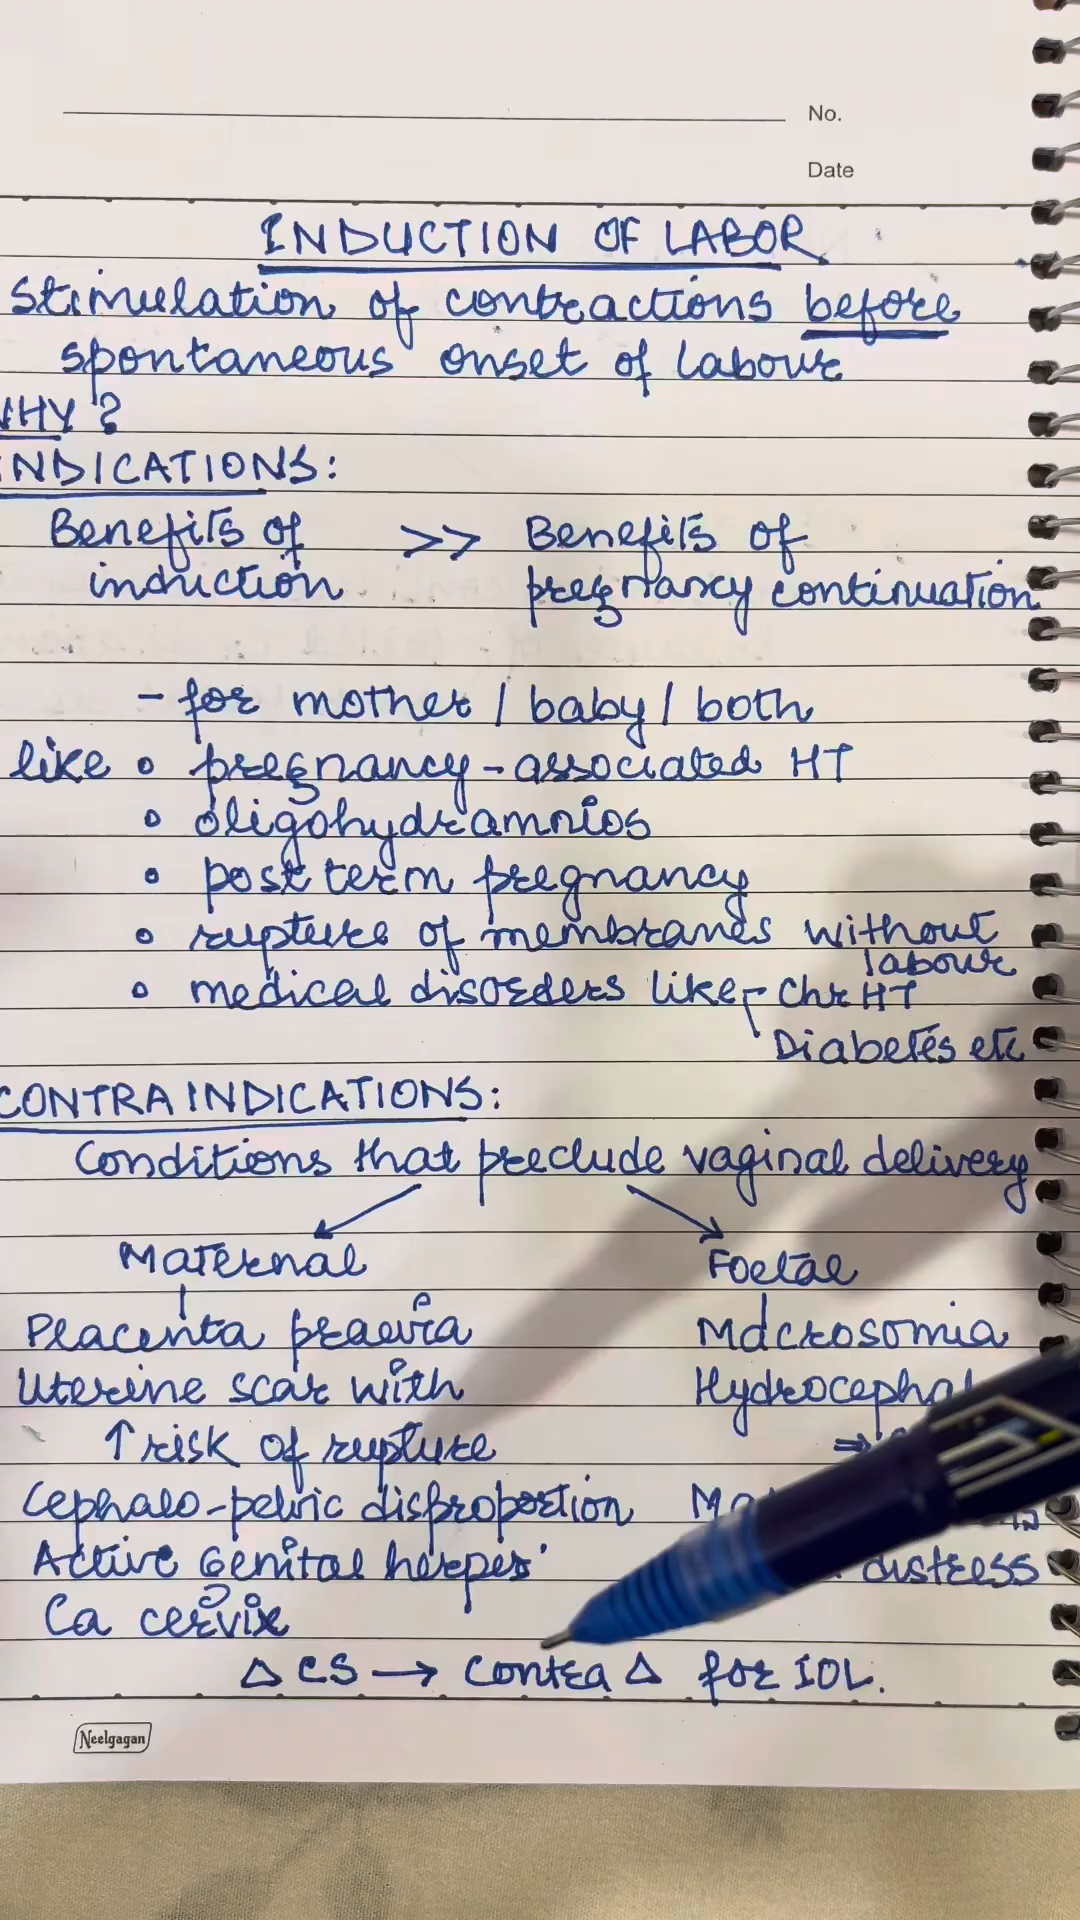 No.
Date
INDUCTION OF LABOR
stimulation of contractions before
spontaneous onset of labour
WHY?
INDICATIONS:
Benefits of >> Benefits of
induction pregnancy continuation
- for mother / baby / both
like • pregnancy-associated HT
• oligohydramnios
• post term pregnancy
• rupture of membranes without
labour
• medical disorders like - Chr HT
Diabetes etc
CONTRAINDICATIONS:
Conditions that preclude vaginal delivery
Maternal Foetal
Placenta praevia Macrosomia
Uterine scar with
↑ risk of rupture ⇒
Cephalo-pelvic disproportion
Active Genital herpes distress
Ca cervix
Δ CS → Contra Δ for IOL.
Neelgagan